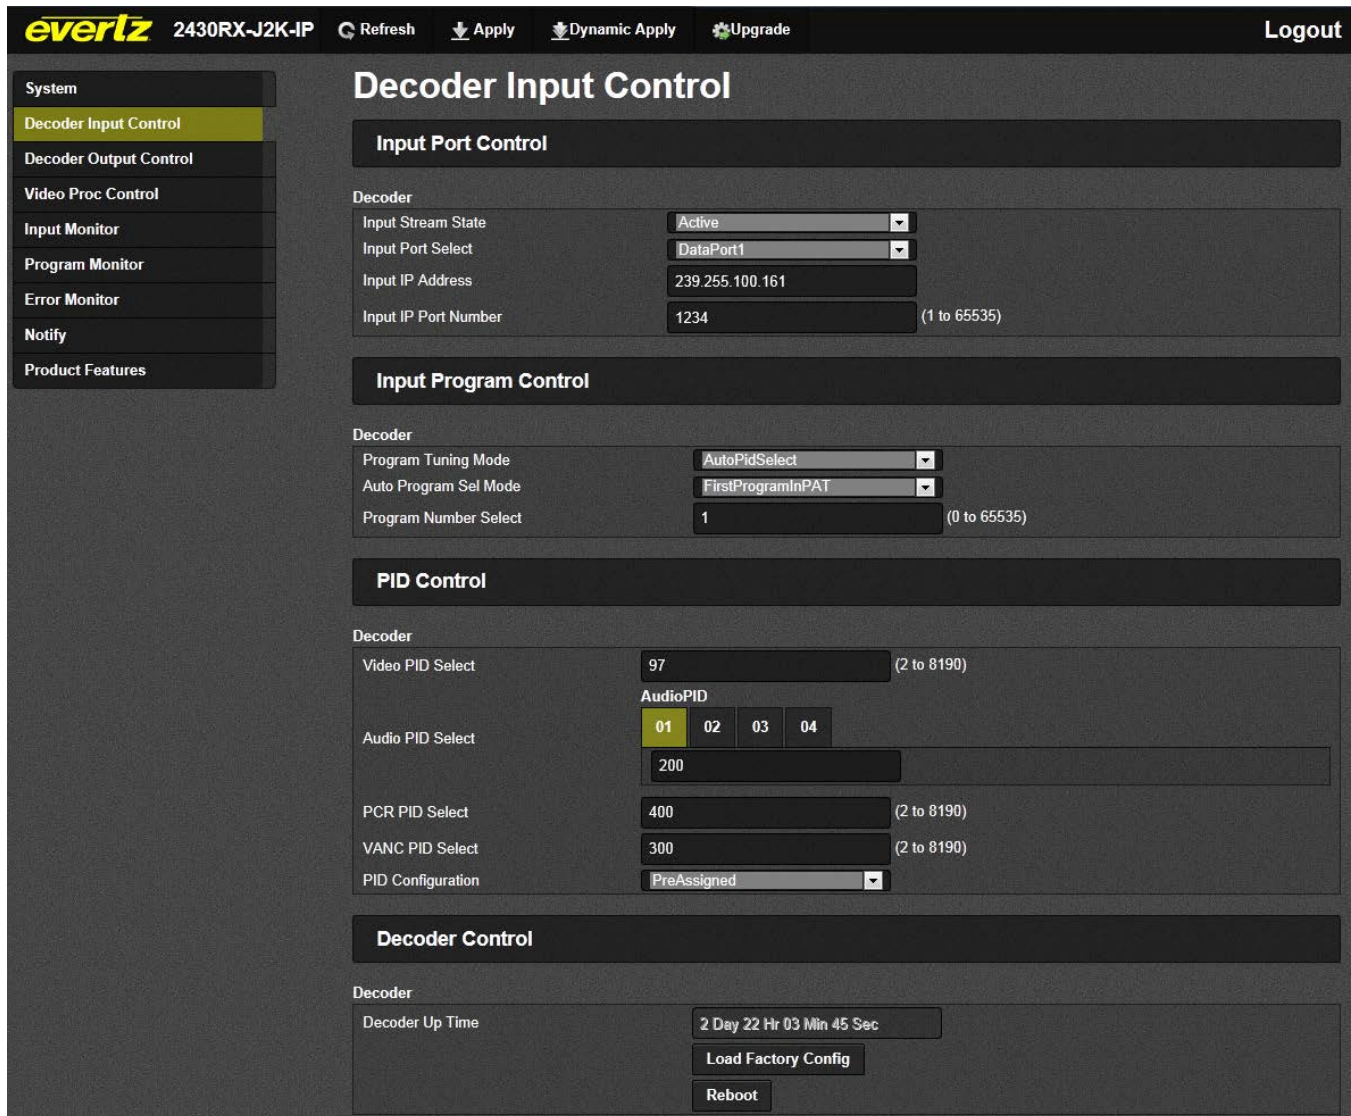 evertz 2430RX-J2K-IP Refresh Apply Dynamic Apply Upgrade Logout
System
Decoder Input Control
Decoder Output Control
Video Proc Control
Input Monitor
Program Monitor
Error Monitor
Notify
Product Features
Decoder Input Control
Input Port Control
Decoder
Input Stream State Active
Input Port Select DataPort1
Input IP Address 239.255.100.161
Input IP Port Number 1234 (1 to 65535)
Input Program Control
Decoder
Program Tuning Mode AutoPidSelect
Auto Program Sel Mode FirstProgramInPAT
Program Number Select 1 (0 to 65535)
PID Control
Decoder
Video PID Select 97 (2 to 8190)
AudioPID
01 02 03 04
Audio PID Select
200
PCR PID Select 400 (2 to 8190)
VANC PID Select 300 (2 to 8190)
PID Configuration PreAssigned
Decoder Control
Decoder
Decoder Up Time 2 Day 22 Hr 03 Min 45 Sec
Load Factory Config
Reboot